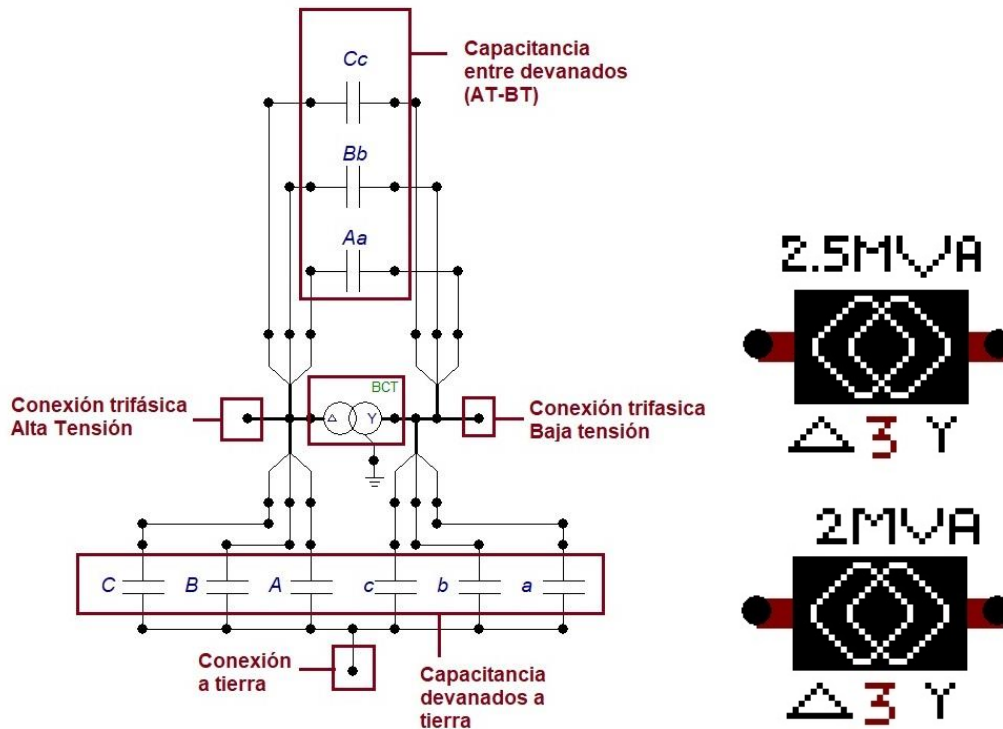 Cc
Capacitancia
entre devanados
(AT-BT)
Bb
Aa
BCT
Δ
Y
Conexión trifásica
Alta Tensión
Conexión trifasica
Baja tensión
C
B
A
c
b
a
Conexión
a tierra
Capacitancia
devanados a
tierra
2.5MVA
Δ 3 Y
2MVA
Δ 3 Y